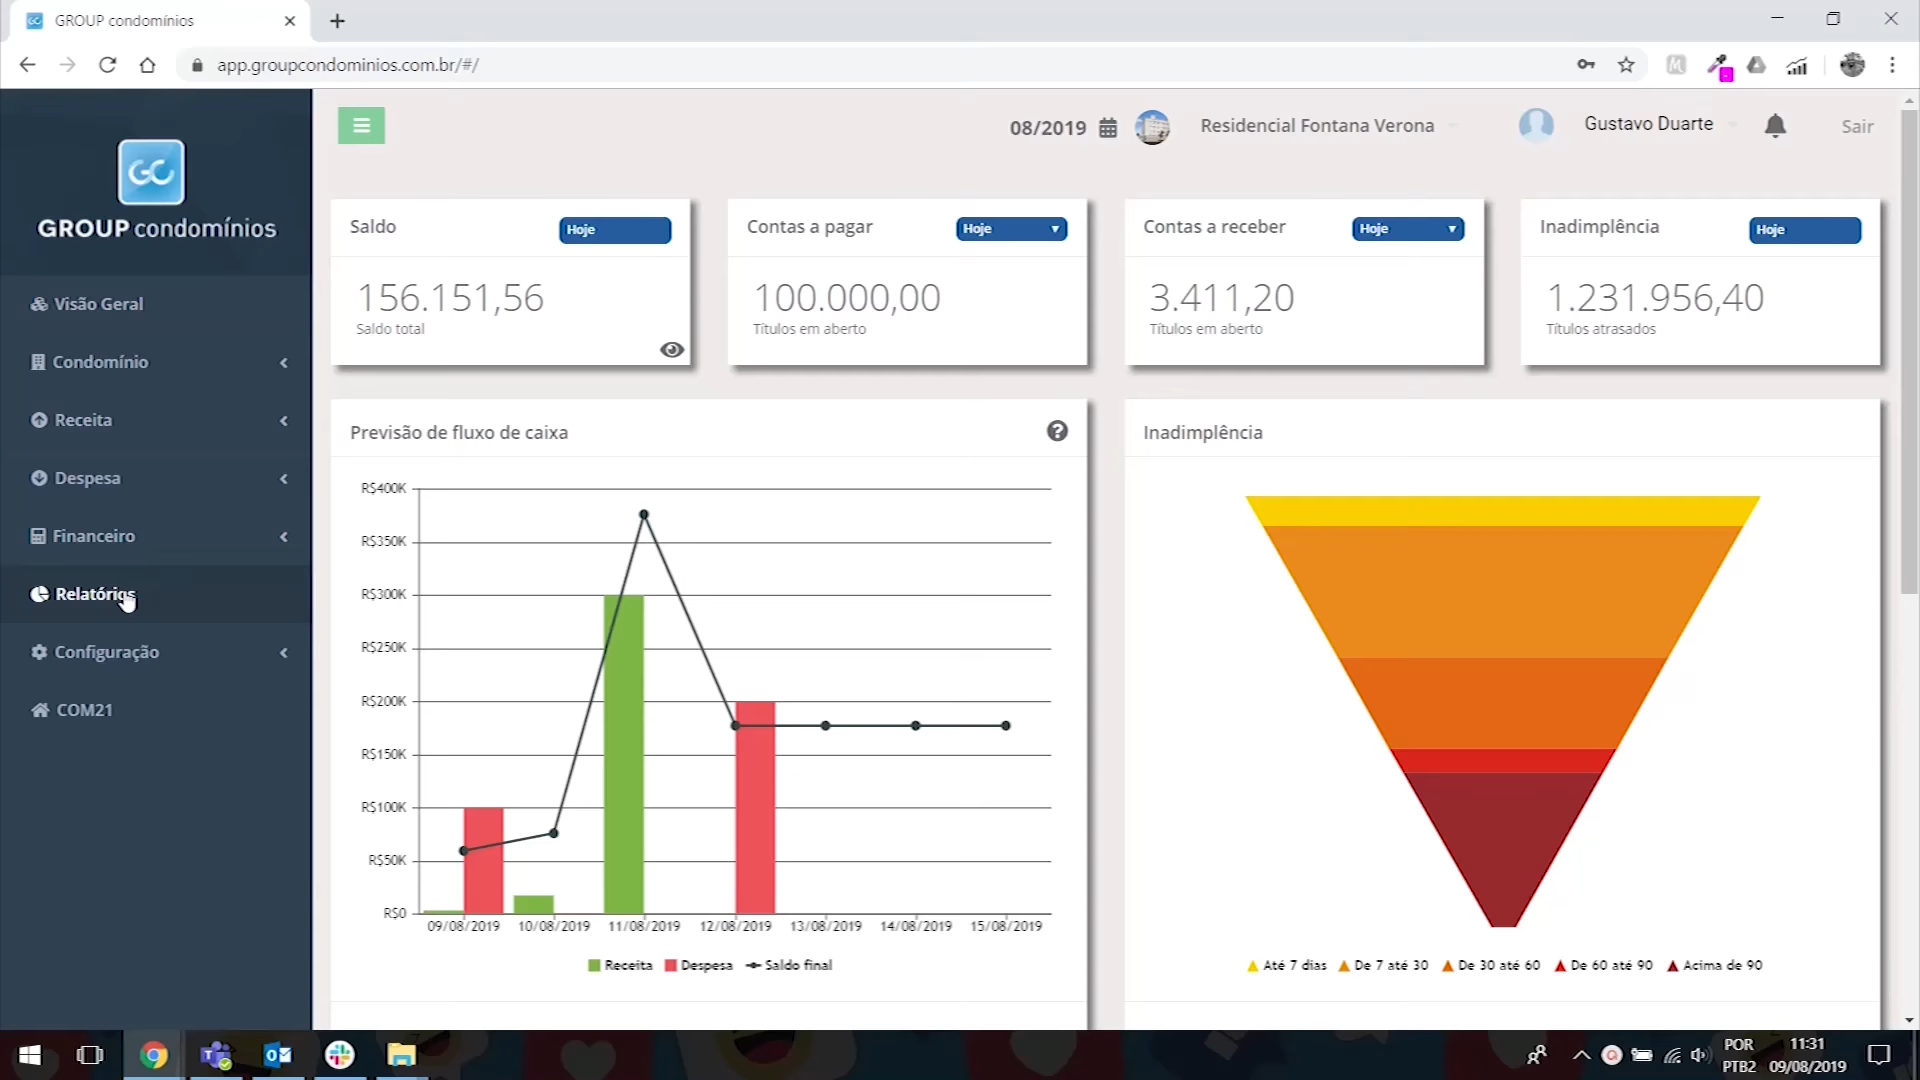 GROUP condomínios
app.groupcondominios.com.br/#/
GC
GROUP condomínios
Visão Geral
Condomínio
Receita
Despesa
Financeiro
Relatórios
Configuração
COM21
08/2019
Residencial Fontana Verona
Gustavo Duarte
Sair
Saldo
Hoje
156.151,56
Saldo total
Contas a pagar
Hoje
100.000,00
Títulos em aberto
Contas a receber
Hoje
3.411,20
Títulos em aberto
Inadimplência
Hoje
1.231.956,40
Títulos atrasados
Previsão de fluxo de caixa
R$400K
R$350K
R$300K
R$250K
R$200K
R$150K
R$100K
R$50K
R$0
09/08/2019 10/08/2019 11/08/2019 12/08/2019 13/08/2019 14/08/2019 15/08/2019
Receita Despesa Saldo final
Inadimplência
Até 7 dias De 7 até 30 De 30 até 60 De 60 até 90 Acima de 90
POR
PTB2
11:31
09/08/2019